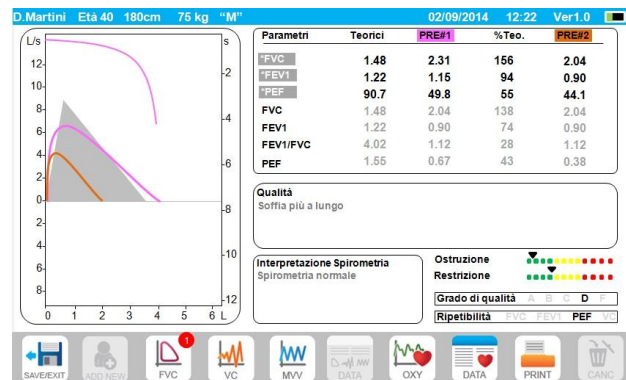 D.Martini Età 40 180cm 75 kg “M” 02/09/2014 12:22 Ver1.0
L/s s
12
10
8
6
4
2
0
2
4
6
8
-2
-4
-6
-8
-10
-12
0 1 2 3 4 5 6 L
Parametri Teorici PRE#1 %Teo. PRE#2
*FVC 1.48 2.31 156 2.04
*FEV1 1.22 1.15 94 0.90
*PEF 90.7 49.8 55 44.1
FVC 1.48 2.04 138 2.04
FEV1 1.22 0.90 74 0.90
FEV1/FVC 4.02 1.12 28 1.12
PEF 1.55 0.67 43 0.38
Qualità
Soffia più a lungo
Interpretazione Spirometria
Spirometria normale
Ostruzione
Restrizione
Grado di qualità A B C D F
Ripetibilità FVC FEV1 PEF VC
1
SAVE/EXIT ADD NEW FVC VC MVV DATA OXY DATA PRINT CANC